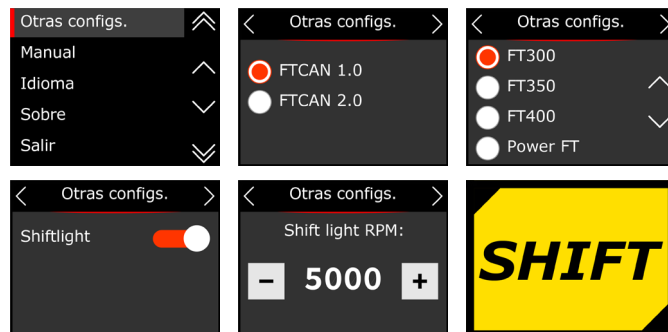 Otras configs.
Manual
Idioma
Sobre
Salir
Otras configs.
FTCAN 1.0
FTCAN 2.0
Otras configs.
FT300
FT350
FT400
Power FT
Otras configs.
Shiftlight
Otras configs.
Shift light RPM:
- 5000 +
SHIFT